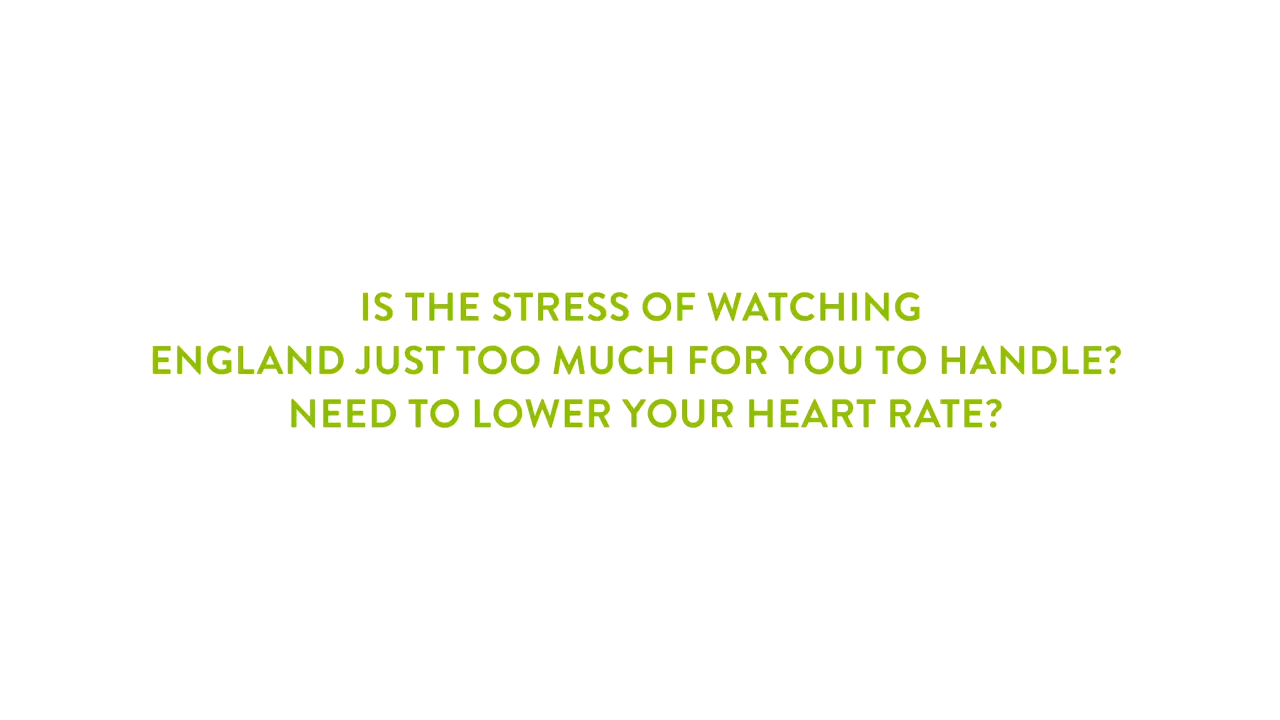 IS THE STRESS OF WATCHING
ENGLAND JUST TOO MUCH FOR YOU TO HANDLE?
NEED TO LOWER YOUR HEART RATE?